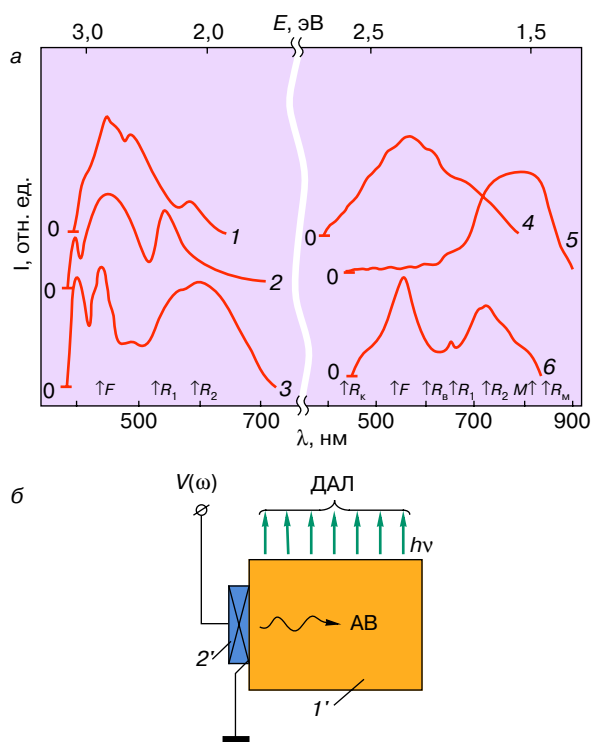 E, эВ
3,0 2,0 2,5 1,5
а
I, отн. ед.
0 1
0 2
0 3
0 4
0 5
0 6
↑F ↑R₁ ↑R₂ ↑Rₖ ↑F ↑Rв ↑R₁ ↑R₂ M↑ ↑Rм
500 700 500 700 900
λ, нм
б
V(ω) ДАЛ
hν
АВ
2'
1'